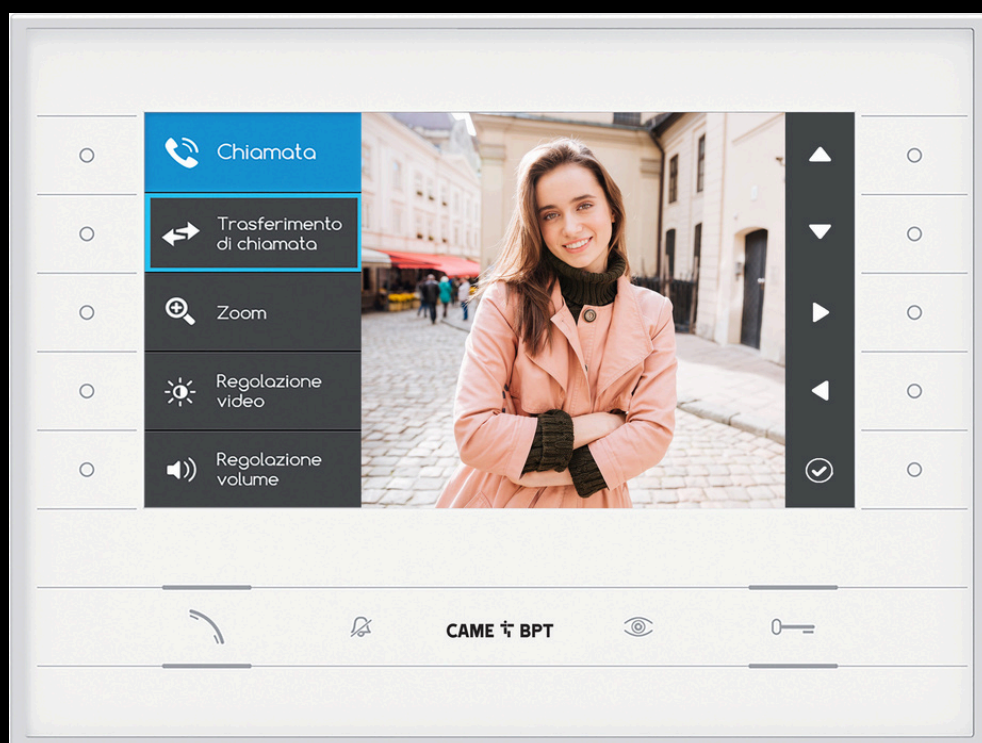 Chiamata
Trasferimento
di chiamata
Zoom
Regolazione
video
Regolazione
volume
CAME BPT